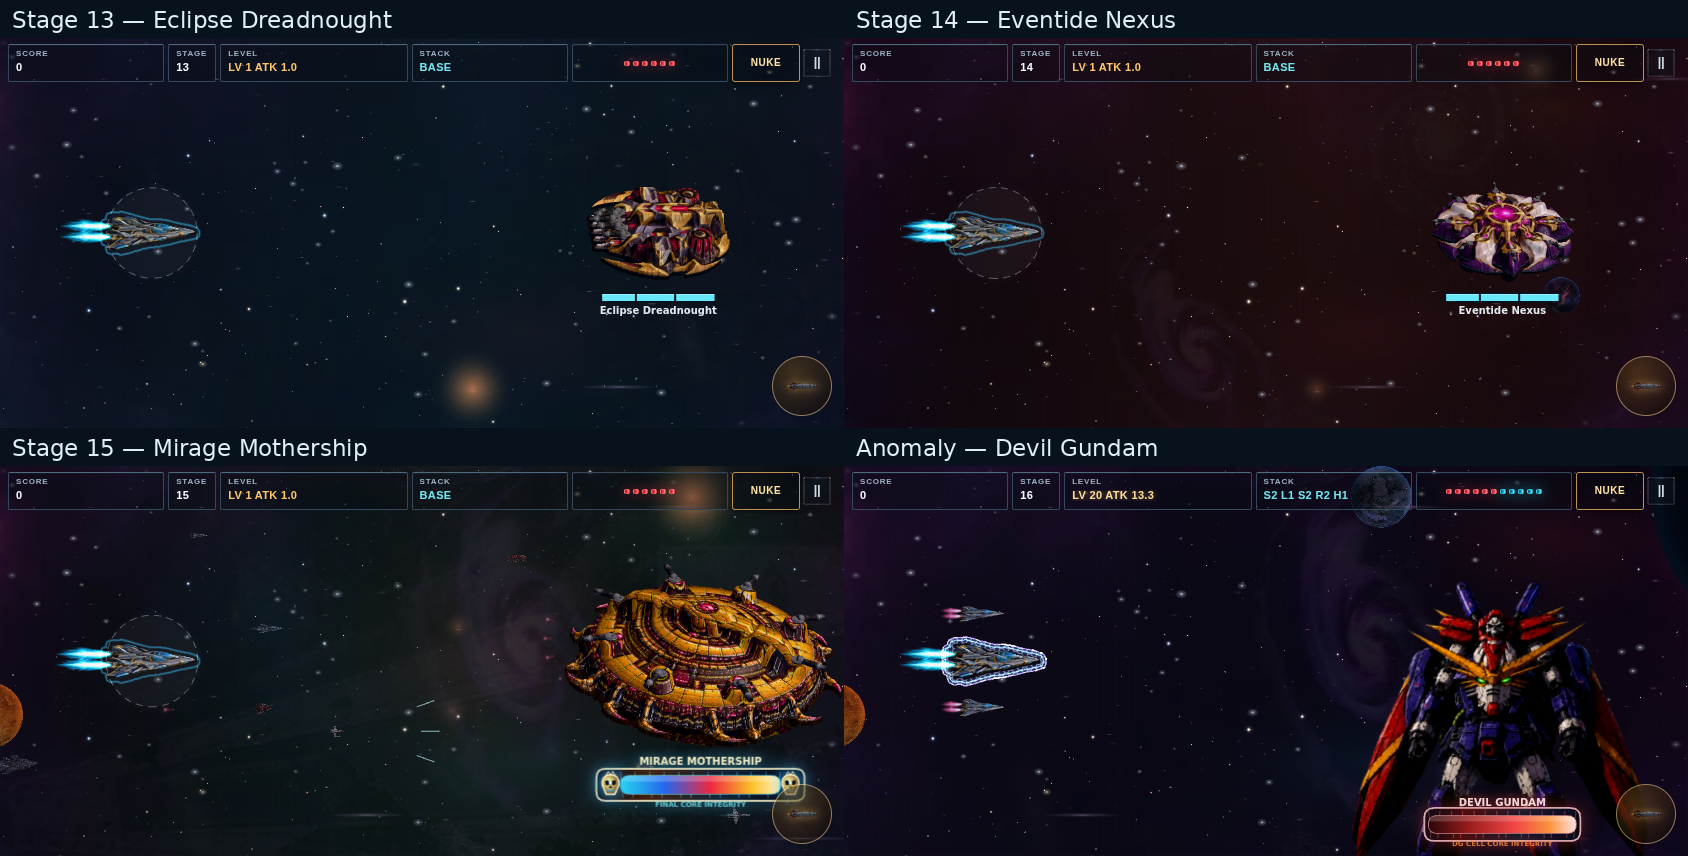 Stage 13 — Eclipse Dreadnought
SCORE
0
STAGE
13
LEVEL
LV 1 ATK 1.0
STACK
BASE
NUKE
Eclipse Dreadnought
Stage 14 — Eventide Nexus
SCORE
0
STAGE
14
LEVEL
LV 1 ATK 1.0
STACK
BASE
NUKE
Eventide Nexus
Stage 15 — Mirage Mothership
SCORE
0
STAGE
15
LEVEL
LV 1 ATK 1.0
STACK
BASE
NUKE
MIRAGE MOTHERSHIP
FINAL CORE INTEGRITY
Anomaly — Devil Gundam
SCORE
0
STAGE
16
LEVEL
LV 20 ATK 13.3
STACK
S2 L1 S2 R2 H1
NUKE
DEVIL GUNDAM
DG CELL CORE INTEGRITY